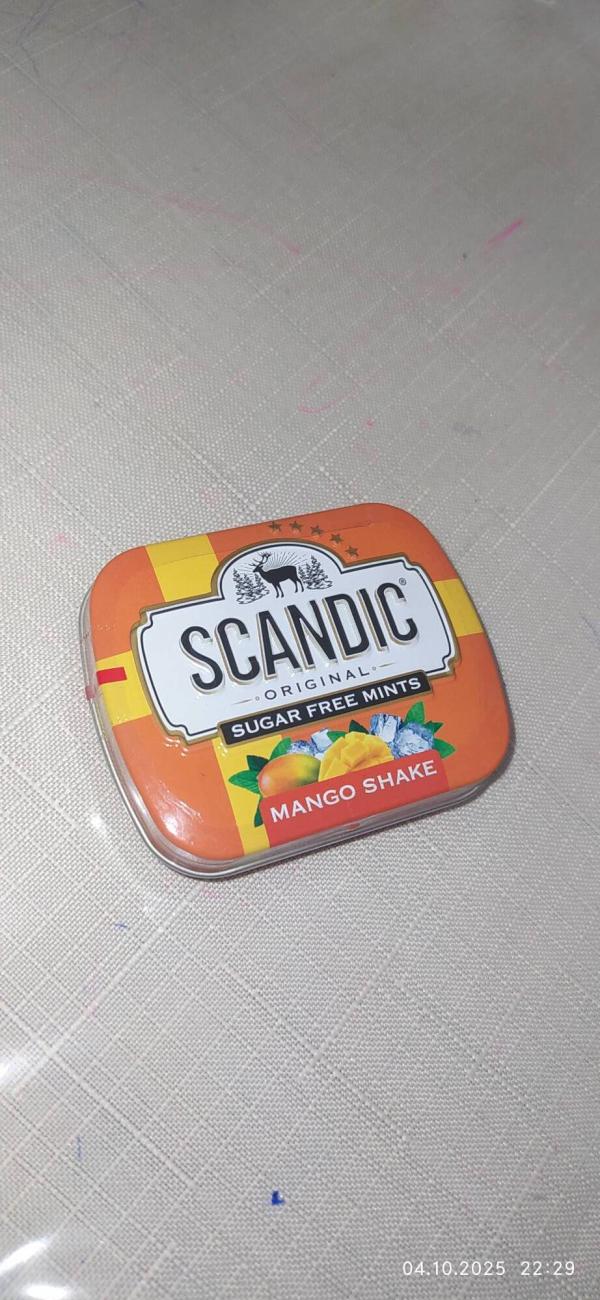 SCANDIC®
ORIGINAL
SUGAR FREE MINTS
MANGO SHAKE
04.10.2025 22:29